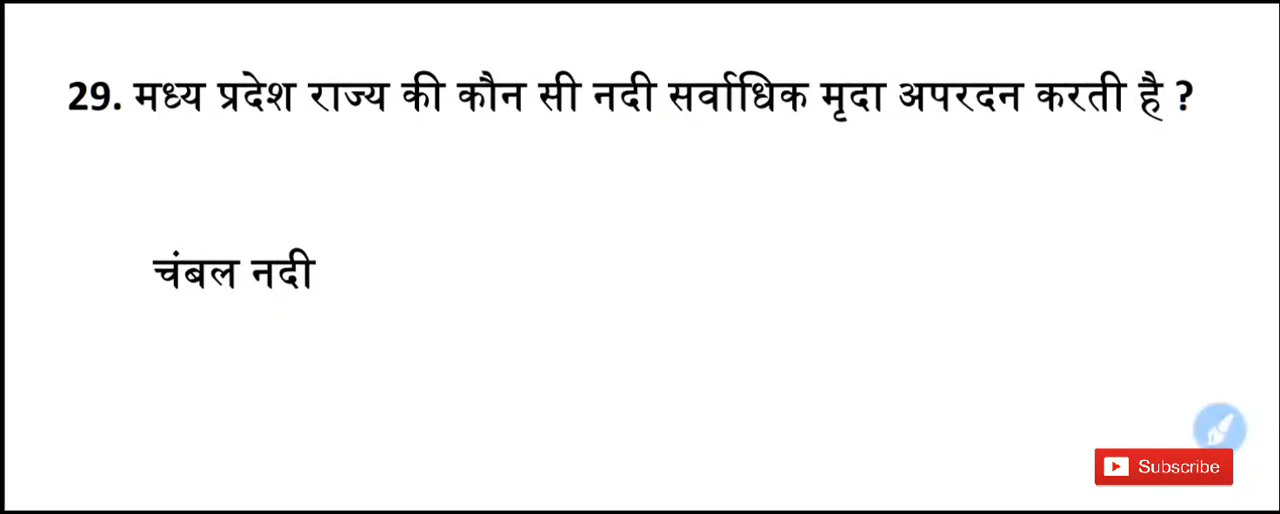 29. मध्य प्रदेश राज्य की कौन सी नदी सर्वाधिक मृदा अपरदन करती है ?
चंबल नदी
Subscribe